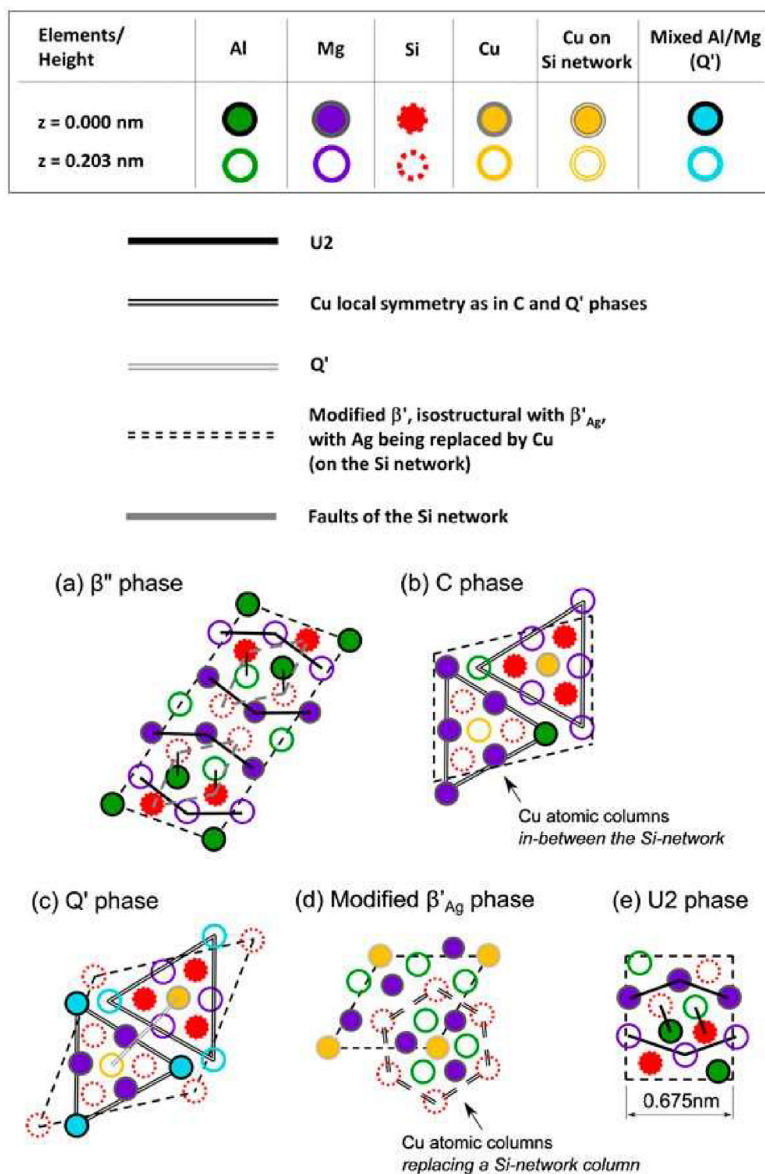 Elements/ Height Al Mg Si Cu Cu on Si network Mixed Al/Mg (Q')
z = 0.000 nm
z = 0.203 nm
U2
Cu local symmetry as in C and Q' phases
Q'
Modified β', isostructural with β'Ag,
with Ag being replaced by Cu
(on the Si network)
Faults of the Si network
(a) β" phase
(b) C phase
Cu atomic columns
in-between the Si-network
(c) Q' phase
(d) Modified β'Ag phase
(e) U2 phase
0.675nm
Cu atomic columns
replacing a Si-network column